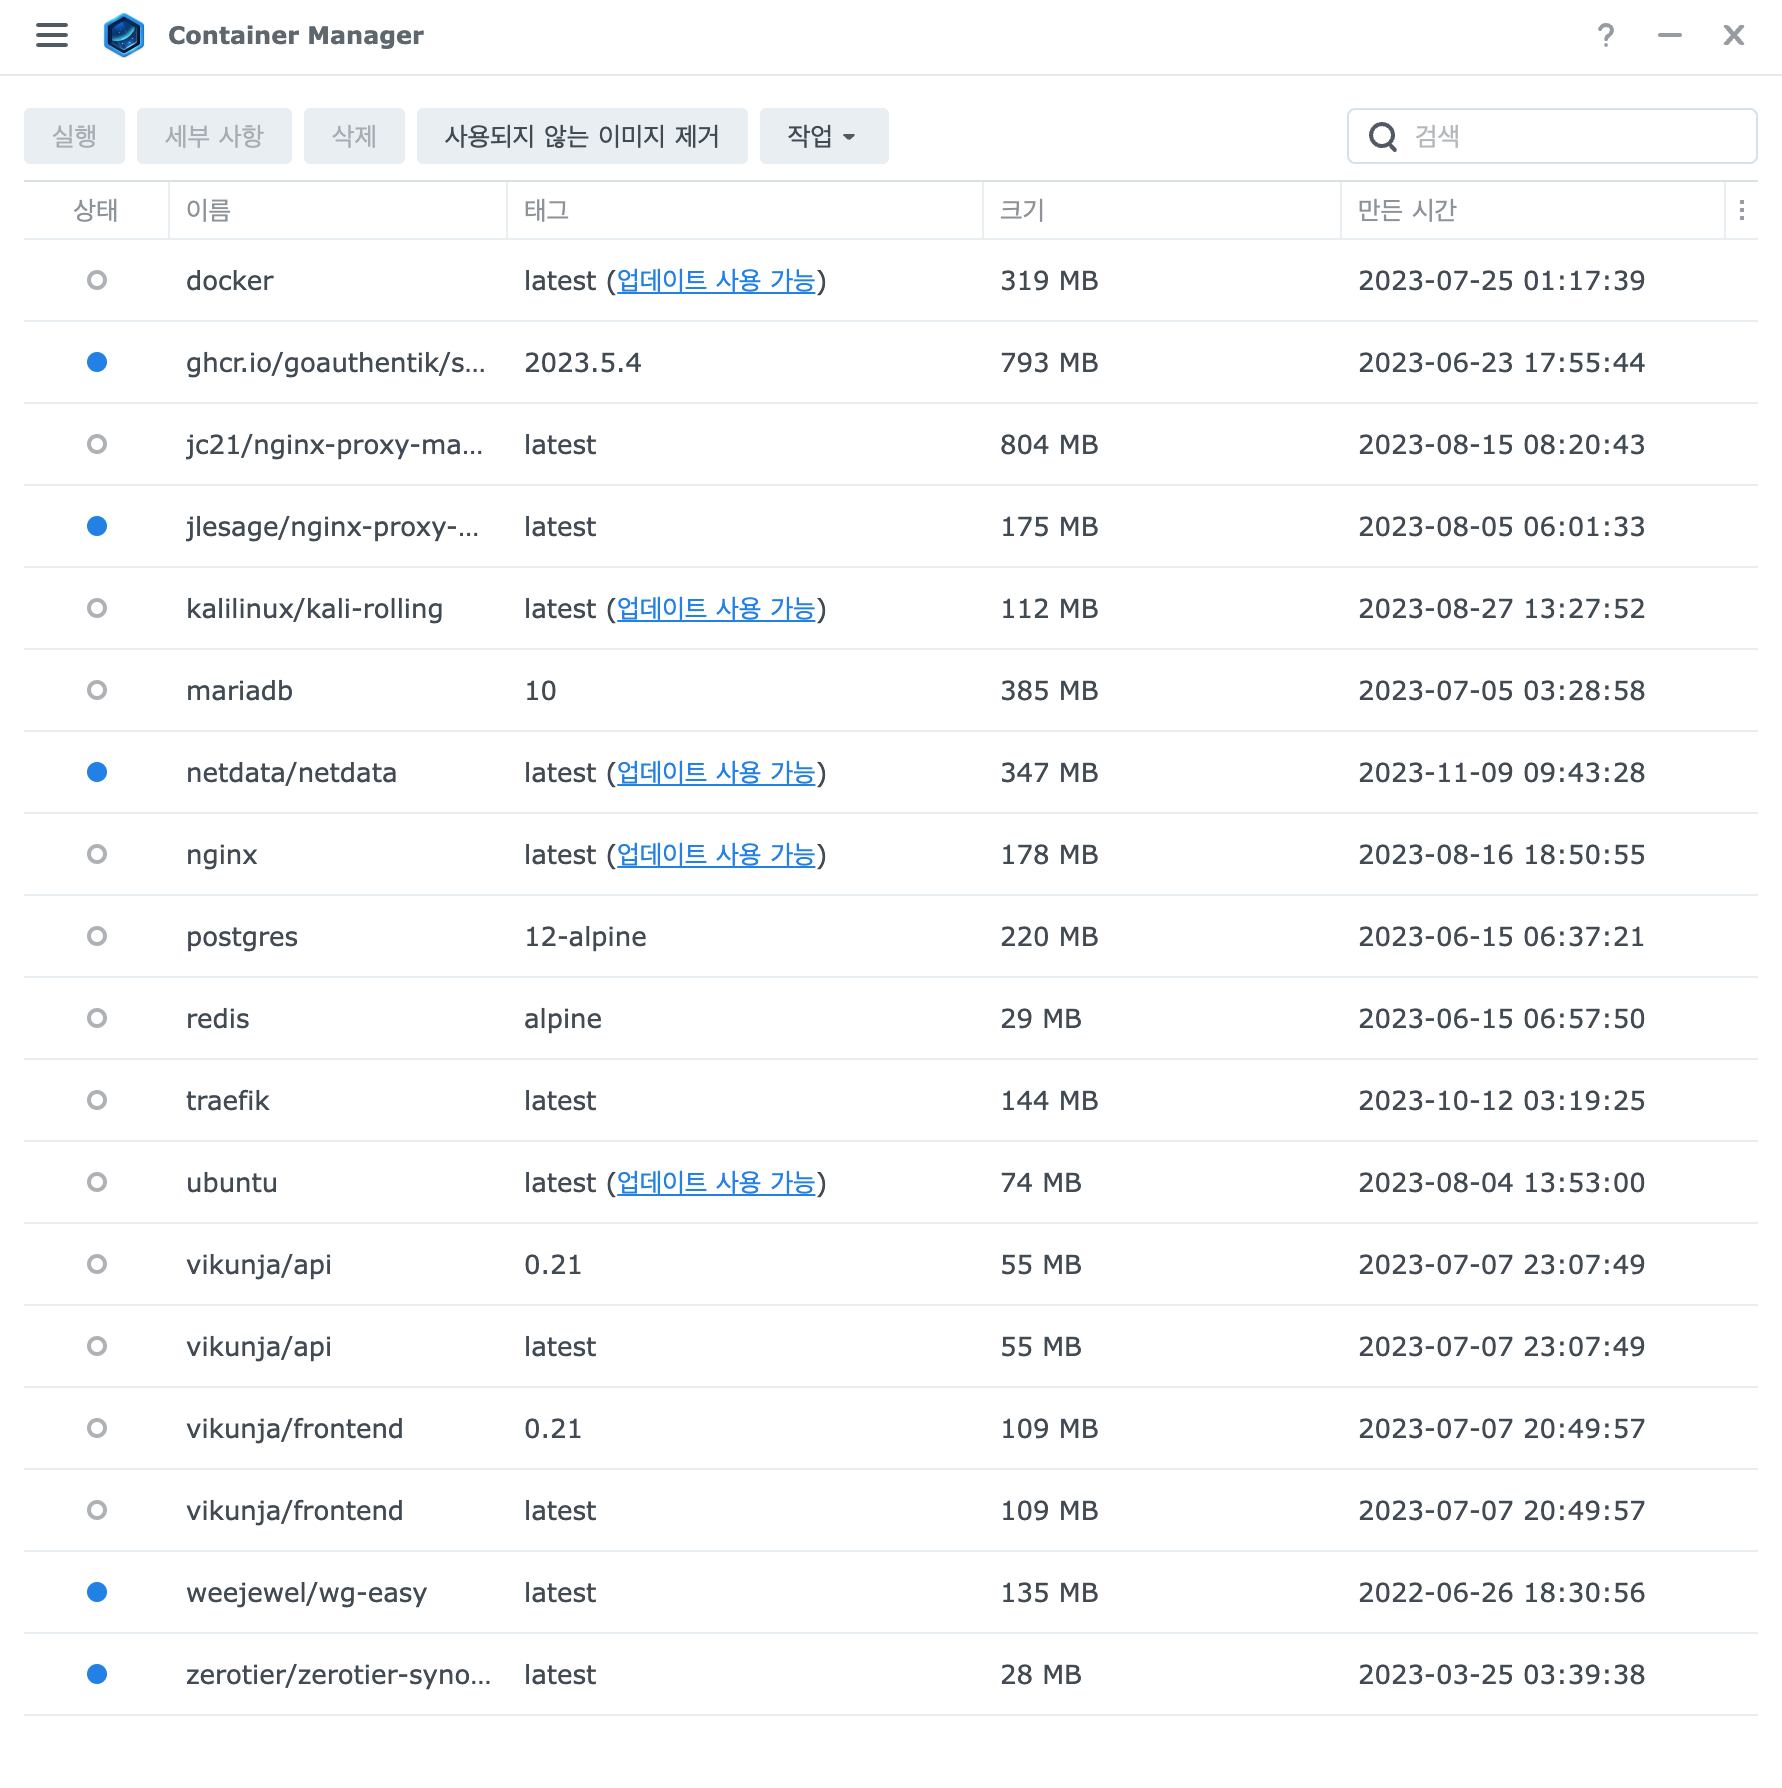 Container Manager
실행 세부 사항 삭제 사용되지 않는 이미지 제거 작업 검색
상태 이름 태그 크기 만든 시간
docker latest (업데이트 사용 가능) 319 MB 2023-07-25 01:17:39
ghcr.io/goauthentik/s... 2023.5.4 793 MB 2023-06-23 17:55:44
jc21/nginx-proxy-ma... latest 804 MB 2023-08-15 08:20:43
jlesage/nginx-proxy-... latest 175 MB 2023-08-05 06:01:33
kalilinux/kali-rolling latest (업데이트 사용 가능) 112 MB 2023-08-27 13:27:52
mariadb 10 385 MB 2023-07-05 03:28:58
netdata/netdata latest (업데이트 사용 가능) 347 MB 2023-11-09 09:43:28
nginx latest (업데이트 사용 가능) 178 MB 2023-08-16 18:50:55
postgres 12-alpine 220 MB 2023-06-15 06:37:21
redis alpine 29 MB 2023-06-15 06:57:50
traefik latest 144 MB 2023-10-12 03:19:25
ubuntu latest (업데이트 사용 가능) 74 MB 2023-08-04 13:53:00
vikunja/api 0.21 55 MB 2023-07-07 23:07:49
vikunja/api latest 55 MB 2023-07-07 23:07:49
vikunja/frontend 0.21 109 MB 2023-07-07 20:49:57
vikunja/frontend latest 109 MB 2023-07-07 20:49:57
weejewel/wg-easy latest 135 MB 2022-06-26 18:30:56
zerotier/zerotier-syno... latest 28 MB 2023-03-25 03:39:38